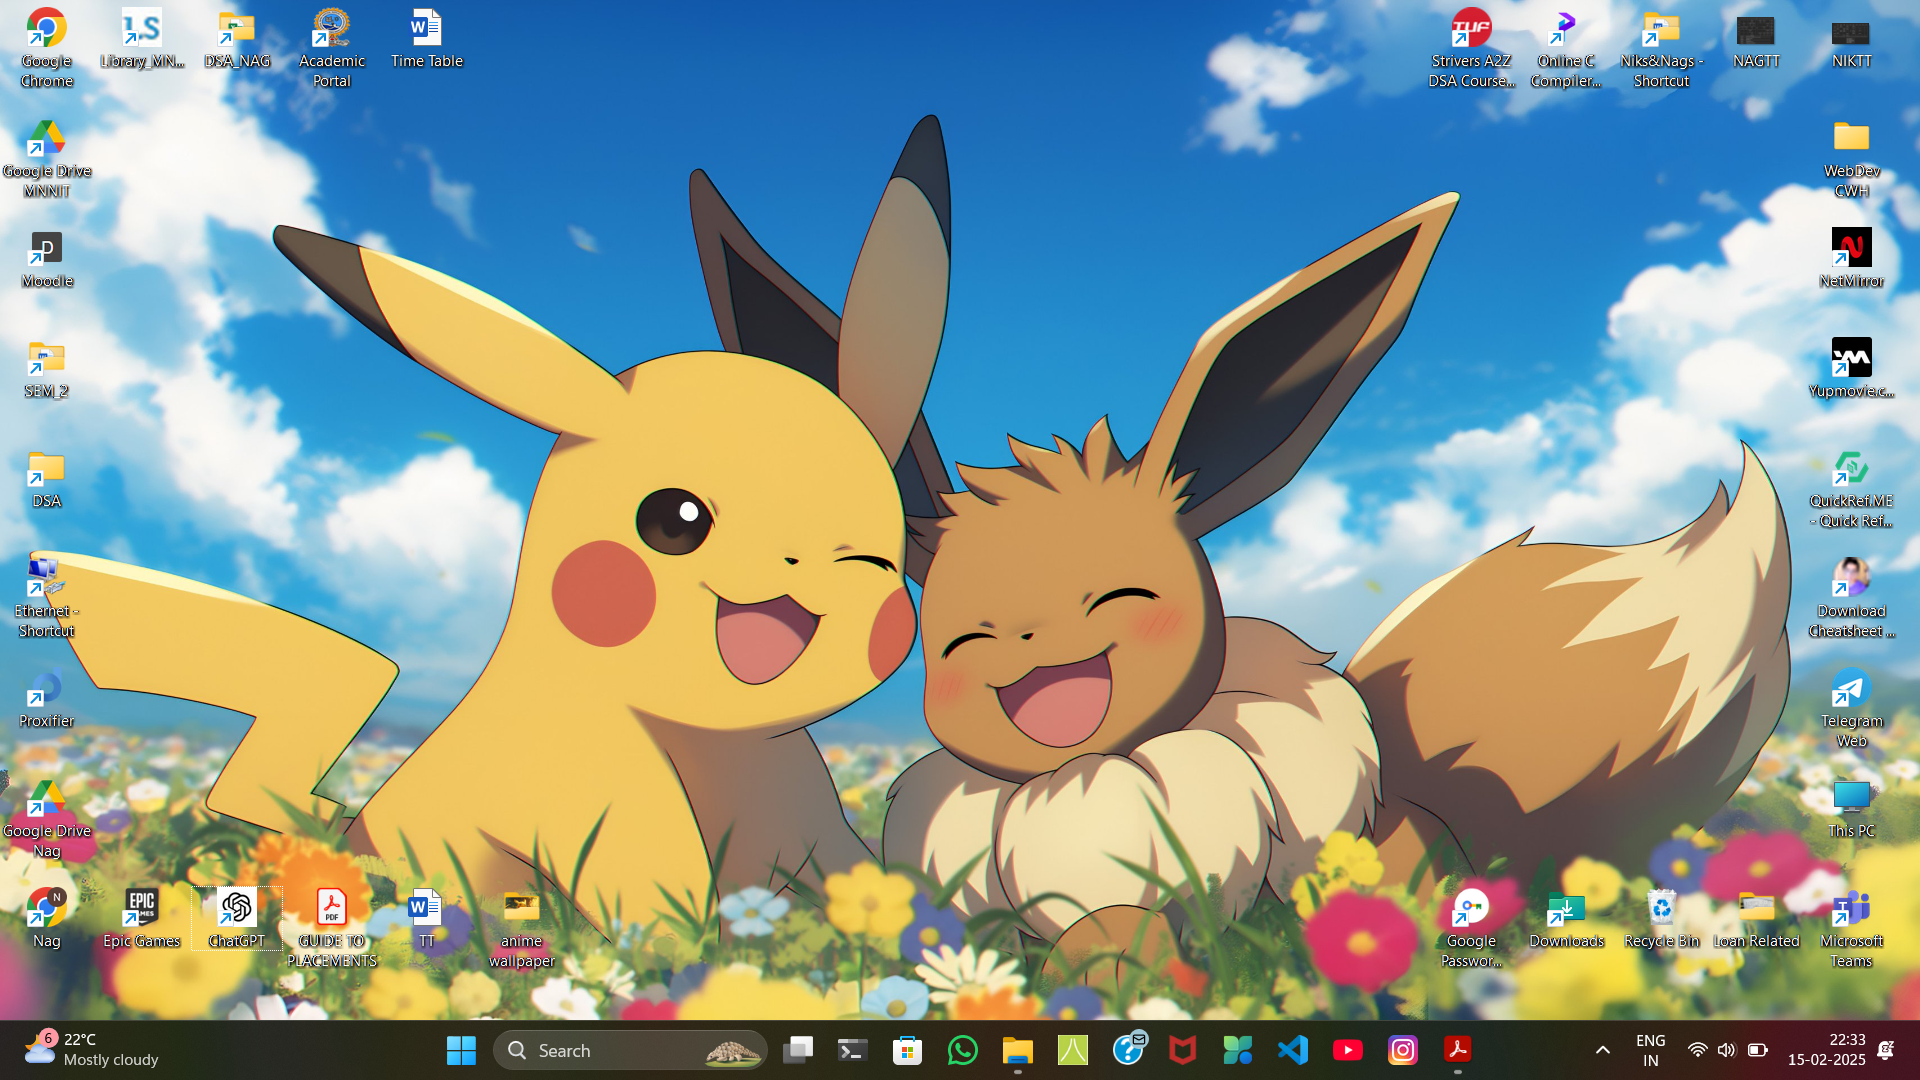 Google
Chrome
Library_MN...
DSA_NAG
Academic
Portal
Time Table
TUF
Strivers A2Z
DSA Course...
Online C
Compiler...
Niks&Nags -
Shortcut
NAGTT
NIKTT
Google Drive
MNNIT
WebDev
CWH
D
Moodle
NetMirror
SEM_2
Yupmovie.c...
DSA
QuickRef.ME
- Quick Ref...
Ethernet -
Shortcut
Download
Cheatsheet ...
Proxifier
Telegram
Web
Google Drive
Nag
This PC
N
Nag
EPIC
GAMES
Epic Games
ChatGPT
PDF
GUIDE TO
PLACEMENTS
W
TT
anime
wallpaper
Google
Passwor...
Downloads
Recycle Bin
Loan Related
Microsoft
Teams
6
22°C
Mostly cloudy
Search
ENG
IN
22:33
15-02-2025